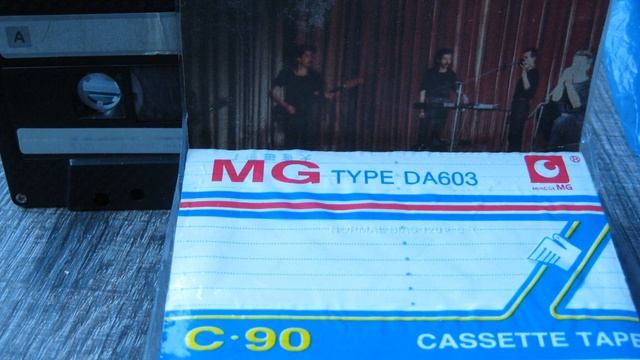 A
MG TYPE DA603
®
MG
C·90
CASSETTE TAPE